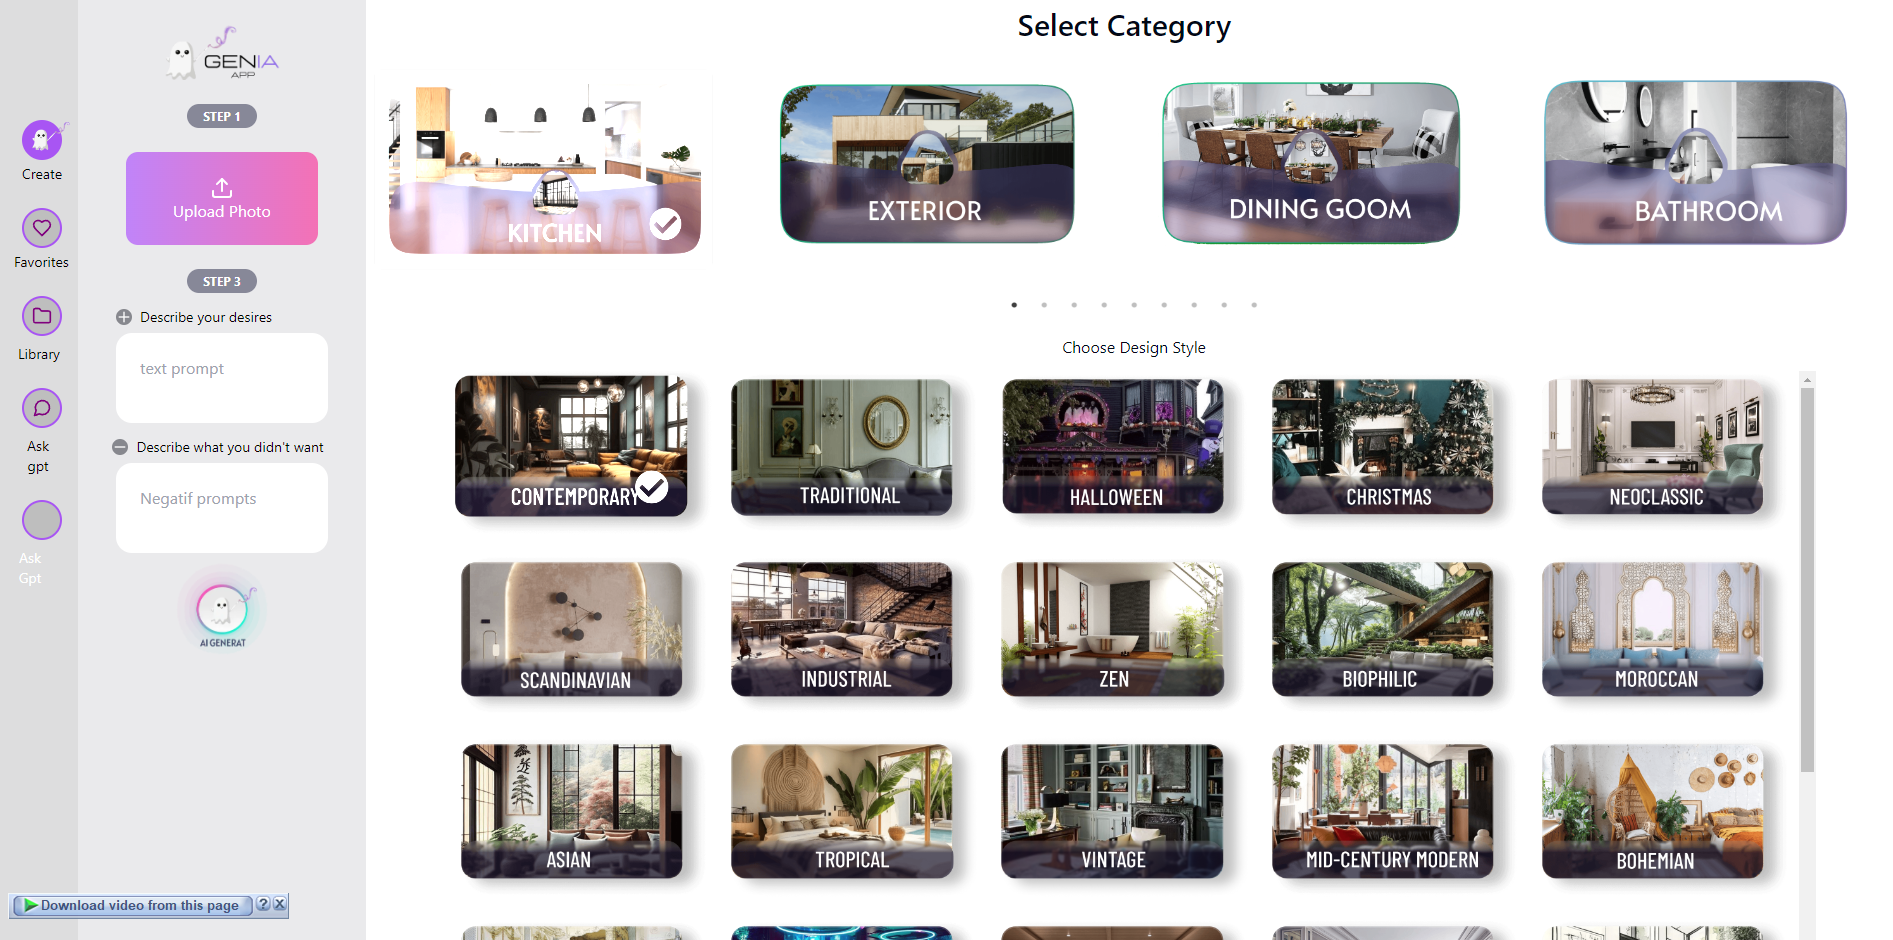 GENIA
APP
STEP 1
Upload Photo
STEP 3
Describe your desires
text prompt
Describe what you didn't want
Negatif prompts
AI GENERAT
Create
Favorites
Library
Ask
gpt
Ask
Gpt
Download video from this page
?
X
Select Category
KITCHEN
EXTERIOR
DINING GOOM
BATHROOM
Choose Design Style
CONTEMPORARY
TRADITIONAL
HALLOWEEN
CHRISTMAS
NEOCLASSIC
SCANDINAVIAN
INDUSTRIAL
ZEN
BIOPHILIC
MOROCCAN
ASIAN
TROPICAL
VINTAGE
MID-CENTURY MODERN
BOHEMIAN